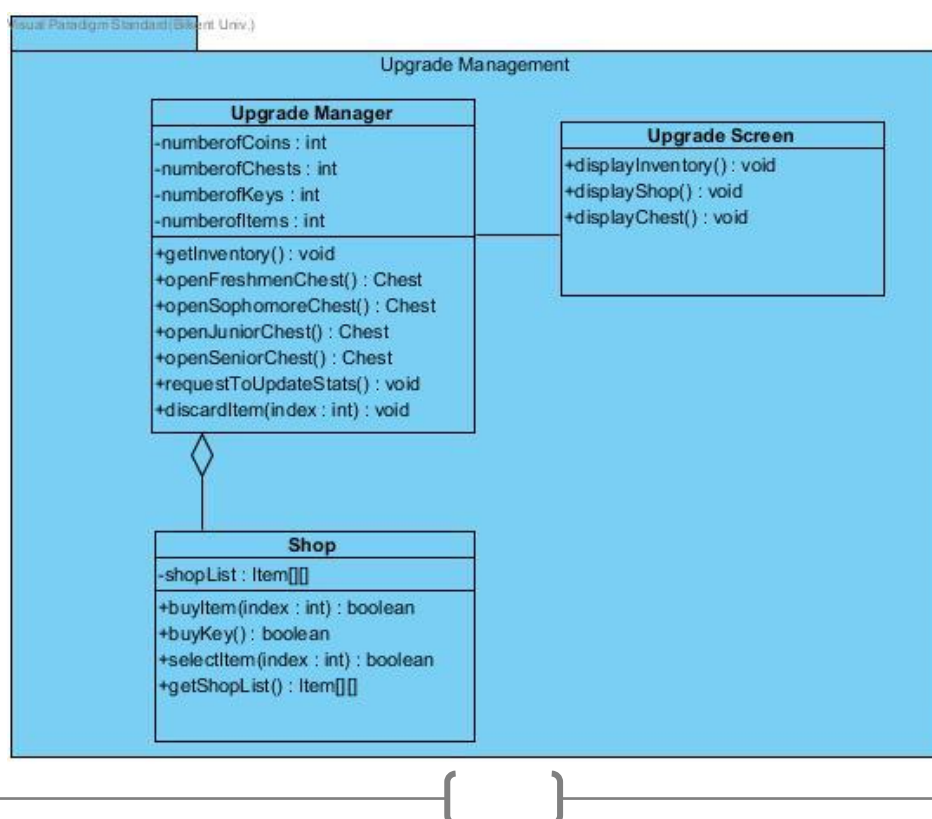 Visual Paradigm Standard(Bilkent Univ.)
Upgrade Management
Upgrade Manager
-numberofCoins : int
-numberofChests : int
-numberofKeys : int
-numberofItems : int
+getInventory() : void
+openFreshmenChest() : Chest
+openSophomoreChest() : Chest
+openJuniorChest() : Chest
+openSeniorChest() : Chest
+requestToUpdateStats() : void
+discardItem(index : int) : void
Upgrade Screen
+displayInventory() : void
+displayShop() : void
+displayChest() : void
Shop
-shopList : Item[][]
+buyItem(index : int) : boolean
+buyKey() : boolean
+selectItem(index : int) : boolean
+getShopList() : Item[][]